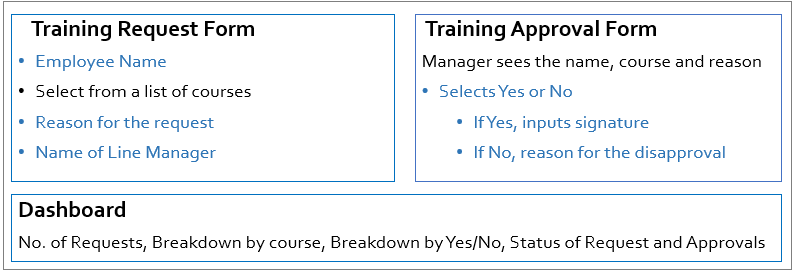 Training Request Form
• Employee Name
• Select from a list of courses
• Reason for the request
• Name of Line Manager
Training Approval Form
Manager sees the name, course and reason
• Selects Yes or No
• If Yes, inputs signature
• If No, reason for the disapproval
Dashboard
No. of Requests, Breakdown by course, Breakdown by Yes/No, Status of Request and Approvals